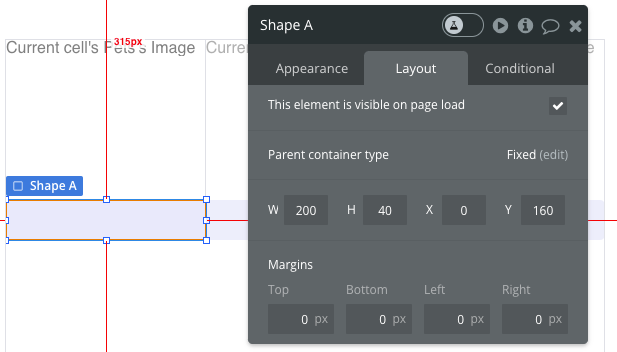 Shape A
Current cell's Pets's Image
Curre
e
315px
Appearance
Layout
Conditional
This element is visible on page load
Parent container type
Fixed (edit)
Shape A
W 200 H 40 X 0 Y 160
Margins
Top Bottom Left Right
0 px 0 px 0 px 0 px